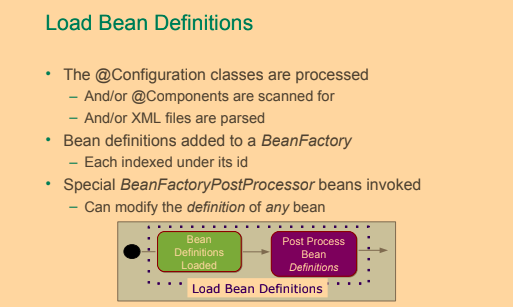 Load Bean Definitions
• The @Configuration classes are processed
– And/or @Components are scanned for
– And/or XML files are parsed
• Bean definitions added to a BeanFactory
– Each indexed under its id
• Special BeanFactoryPostProcessor beans invoked
– Can modify the definition of any bean
Bean
Definitions
Loaded
Post Process
Bean
Definitions
Load Bean Definitions